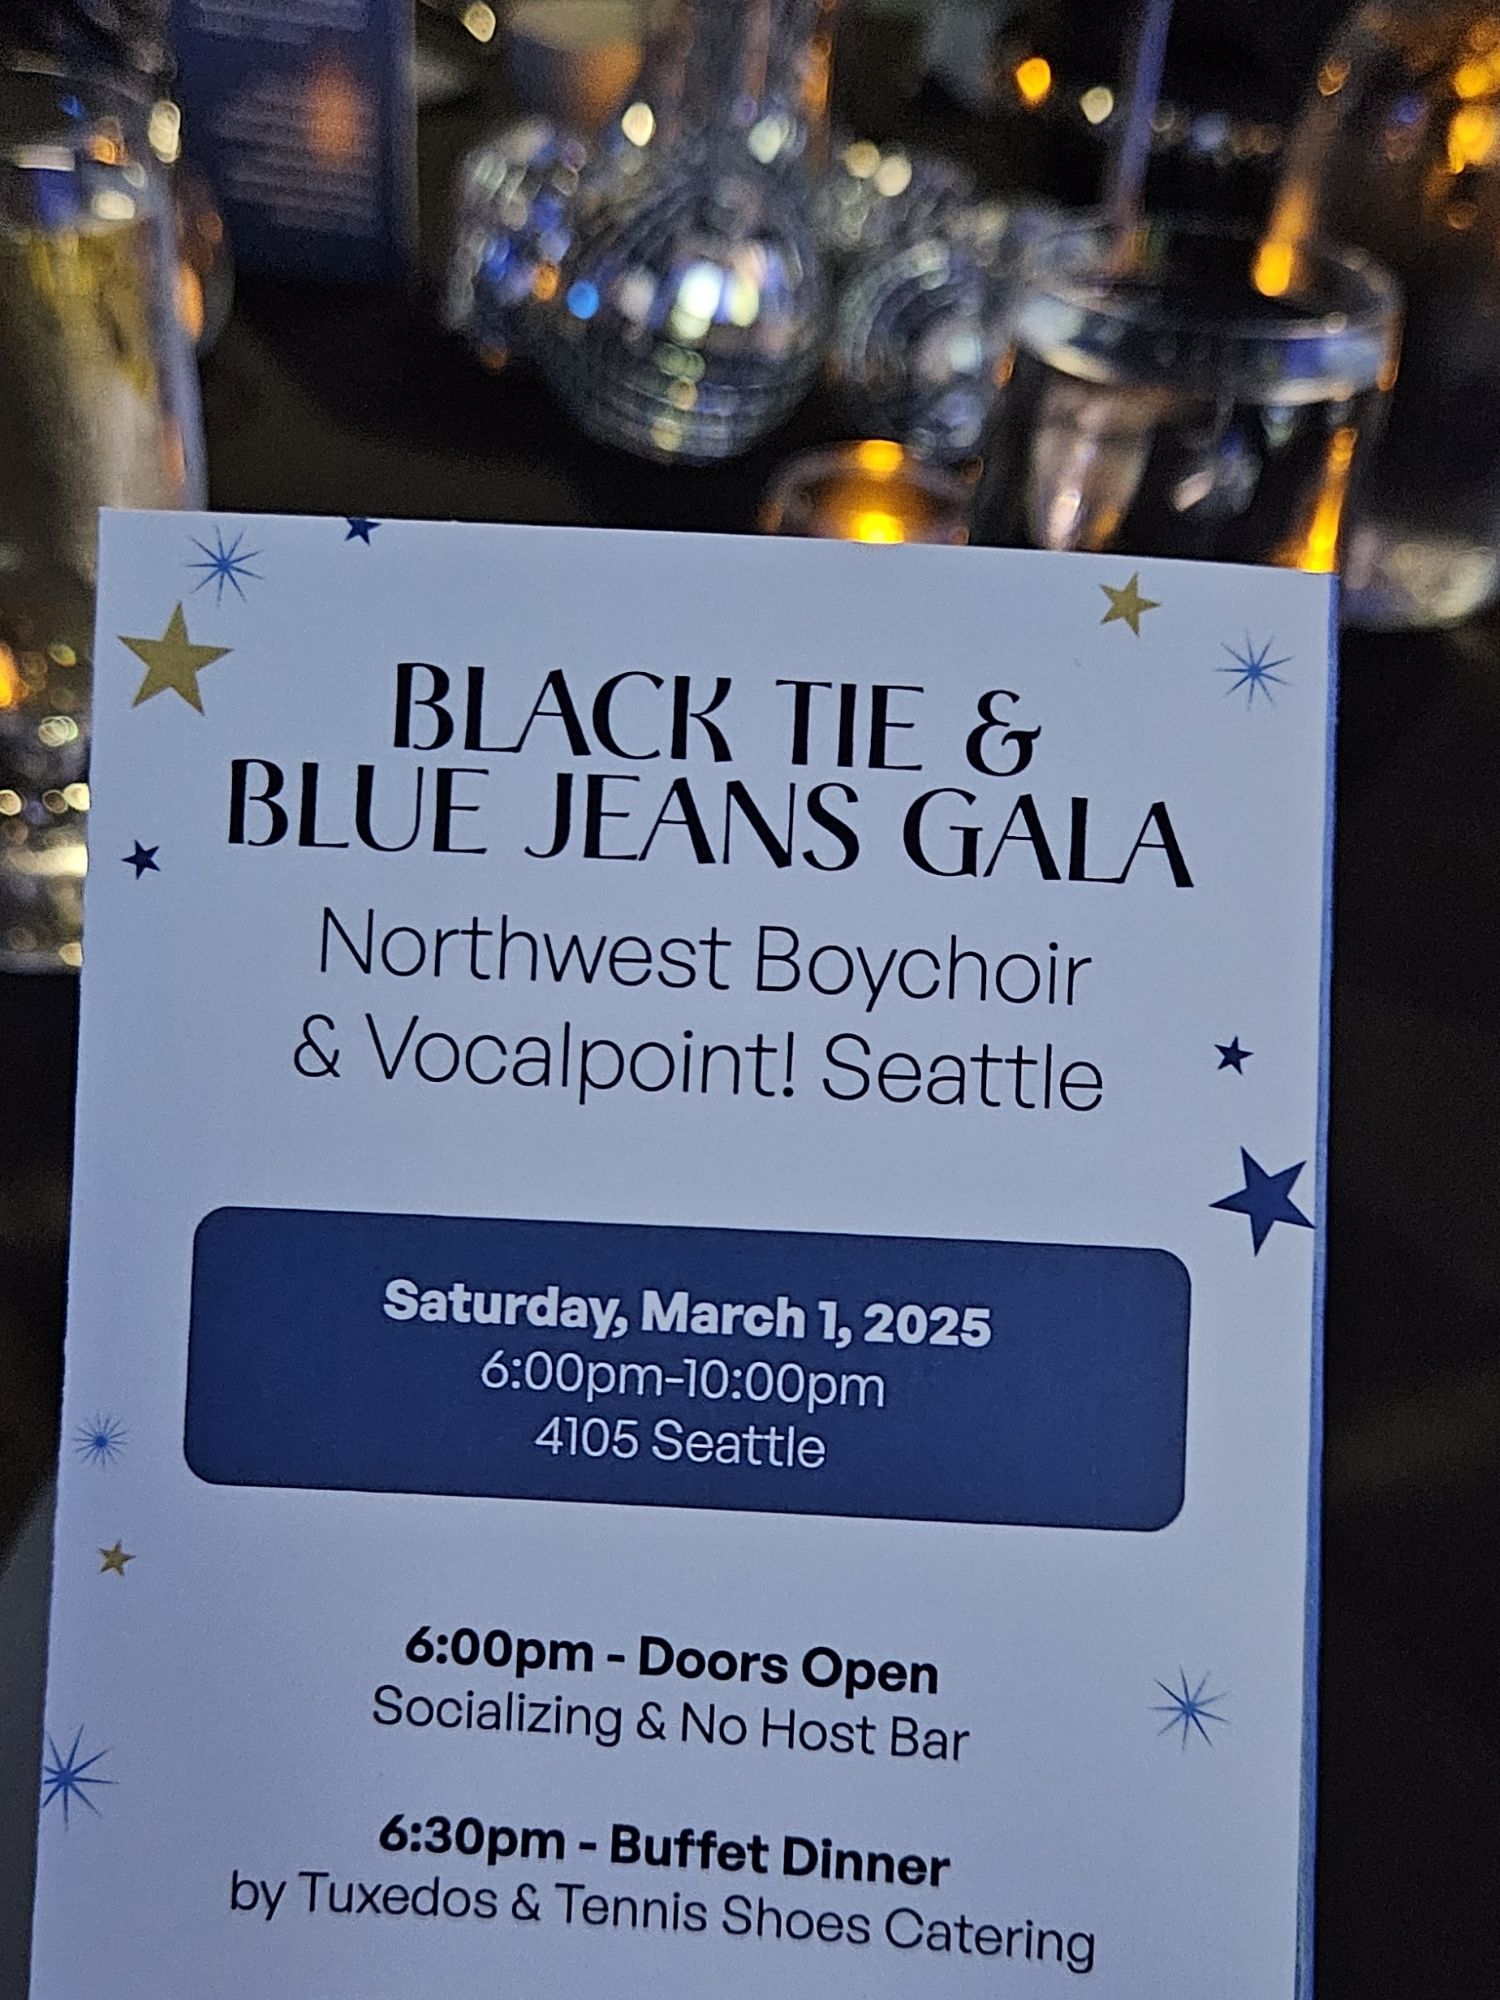 BLACK TIE &
BLUE JEANS GALA
Northwest Boychoir
& Vocalpoint! Seattle
Saturday, March 1, 2025
6:00pm-10:00pm
4105 Seattle
6:00pm - Doors Open
Socializing & No Host Bar
6:30pm - Buffet Dinner
by Tuxedos & Tennis Shoes Catering